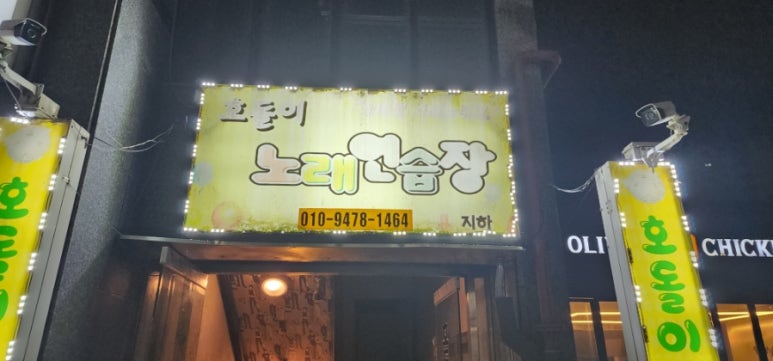 호돌이
노래연습장
010-9478-1464
지하
호돌이
호돌이
OLI
CHICK